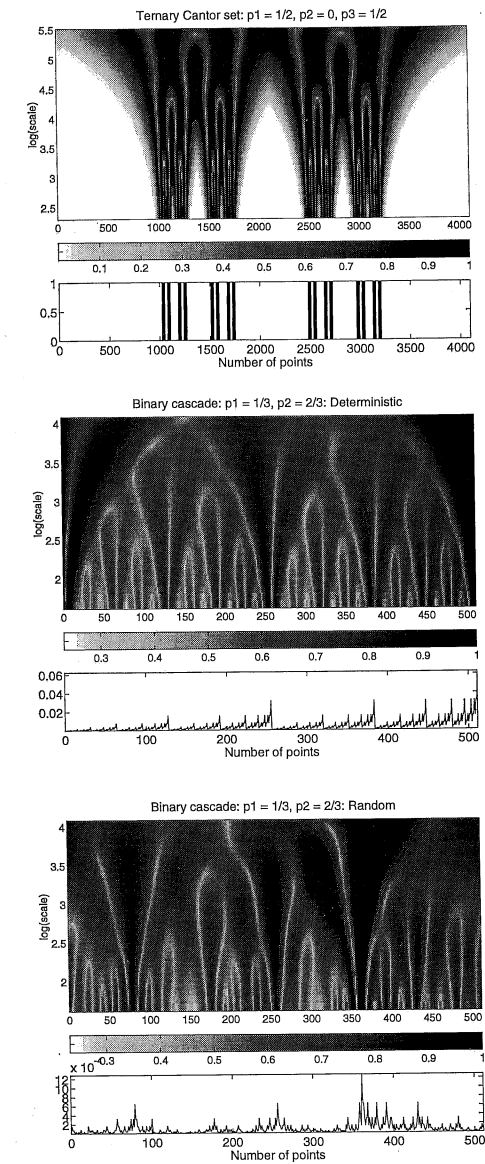 Ternary Cantor set: p1 = 1/2, p2 = 0, p3 = 1/2
5.5
5
4.5
4
3.5
3
2.5
log(scale)
0 500 1000 1500 2000 2500 3000 3500 4000
0.1 0.2 0.3 0.4 0.5 0.6 0.7 0.8 0.9 1
1
0.5
0
0 500 1000 1500 2000 2500 3000 3500 4000
Number of points
Binary cascade: p1 = 1/3, p2 = 2/3: Deterministic
4
3.5
3
2.5
2
log(scale)
0 50 100 150 200 250 300 350 400 450 500
0.3 0.4 0.5 0.6 0.7 0.8 0.9 1
0.06
0.04
0.02
0 100 200 300 400 500
Number of points
Binary cascade: p1 = 1/3, p2 = 2/3: Random
4
3.5
3
2.5
2
log(scale)
0 50 100 150 200 250 300 350 400 450 500
0.3 0.4 0.5 0.6 0.7 0.8 0.9 1
x 10
12
10
8
6
4
2
0 100 200 300 400 500
Number of points